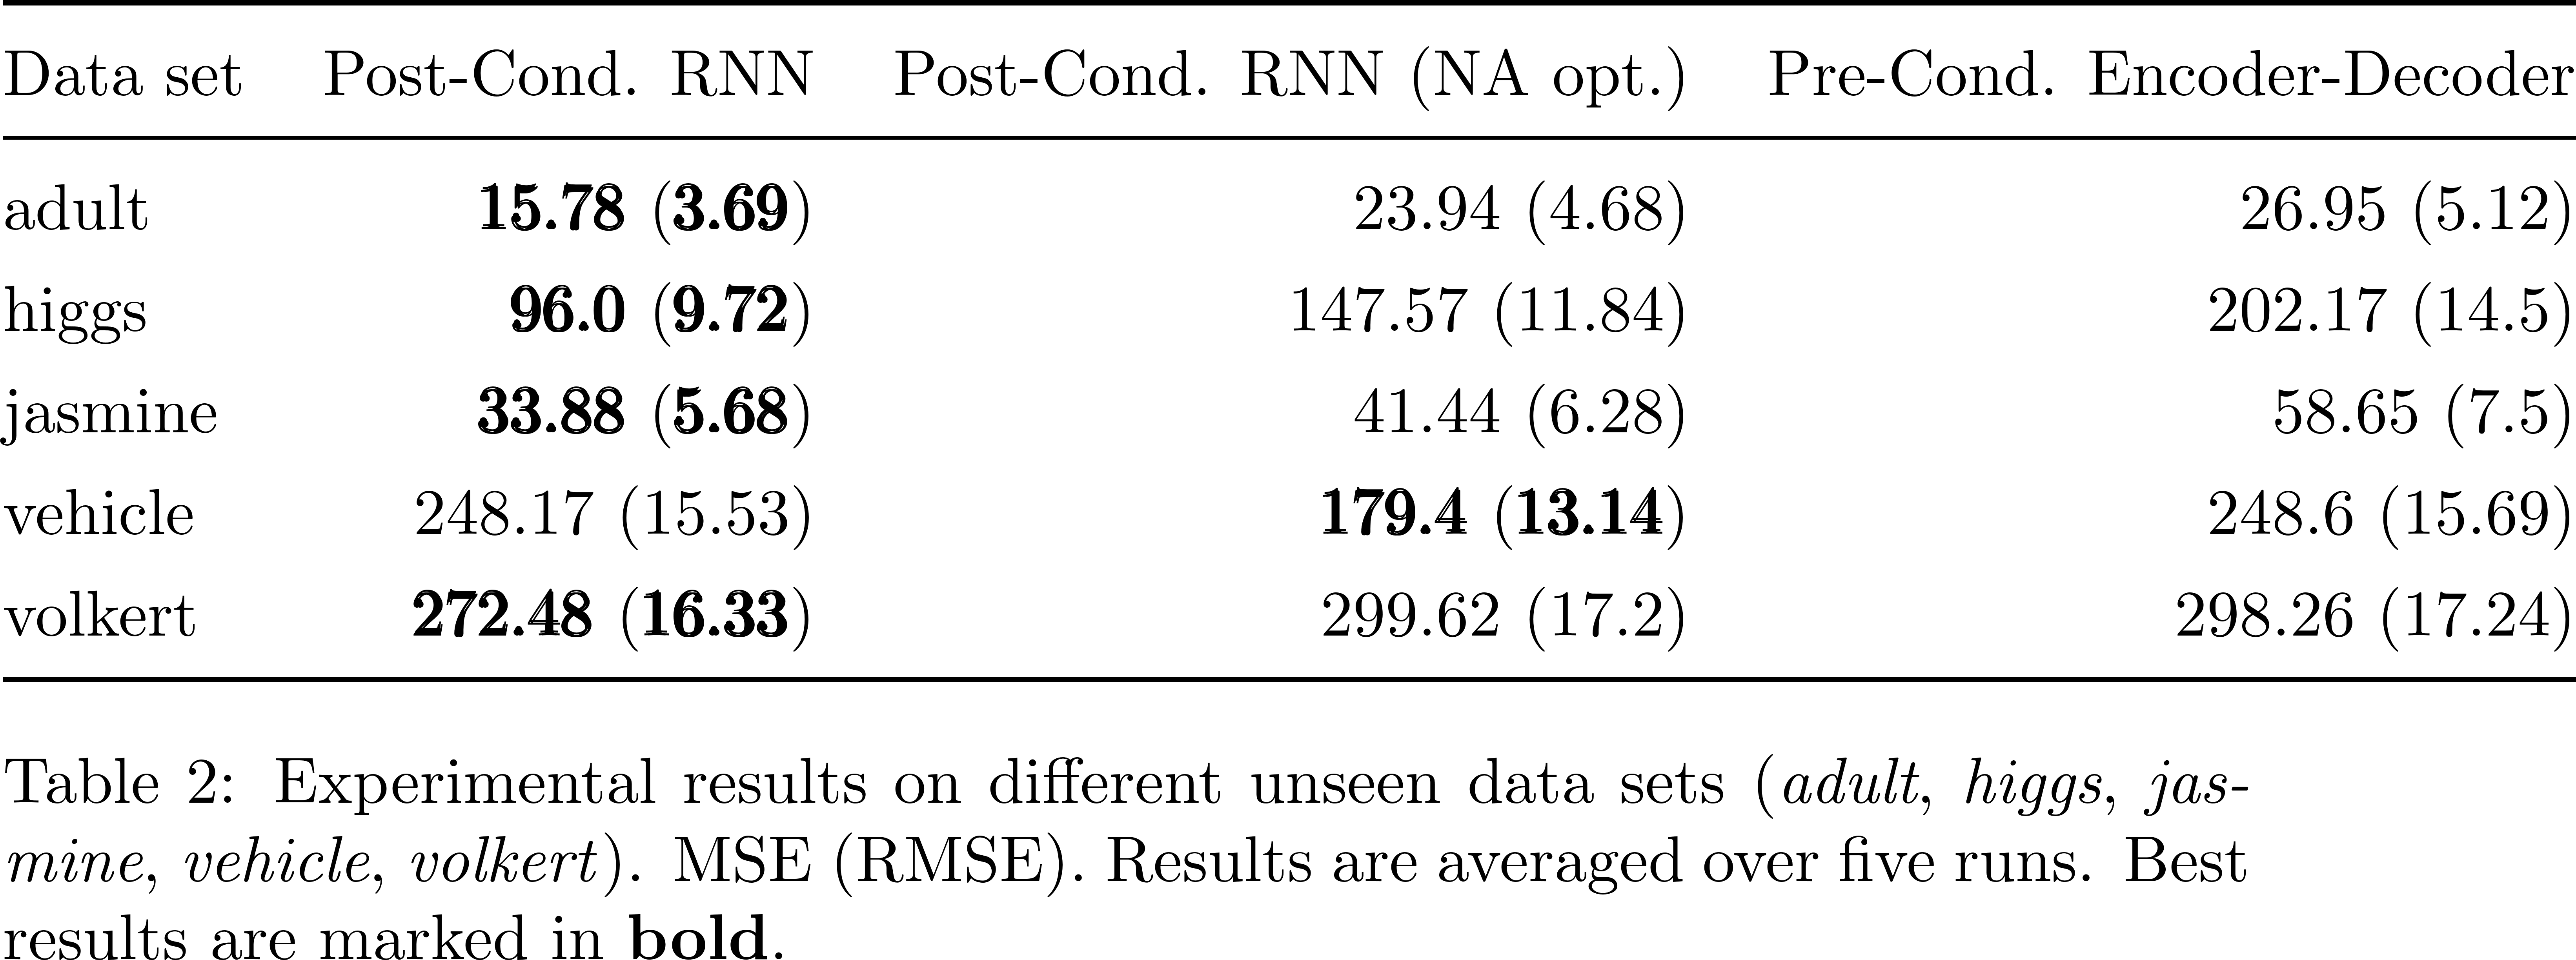 Data set Post-Cond. RNN Post-Cond. RNN (NA opt.) Pre-Cond. Encoder-Decoder
adult 15.78 (3.69) 23.94 (4.68) 26.95 (5.12)
higgs 96.0 (9.72) 147.57 (11.84) 202.17 (14.5)
jasmine 33.88 (5.68) 41.44 (6.28) 58.65 (7.5)
vehicle 248.17 (15.53) 179.4 (13.14) 248.6 (15.69)
volkert 272.48 (16.33) 299.62 (17.2) 298.26 (17.24)
Table 2: Experimental results on different unseen data sets (adult, higgs, jas-
mine, vehicle, volkert). MSE (RMSE). Results are averaged over five runs. Best
results are marked in bold.